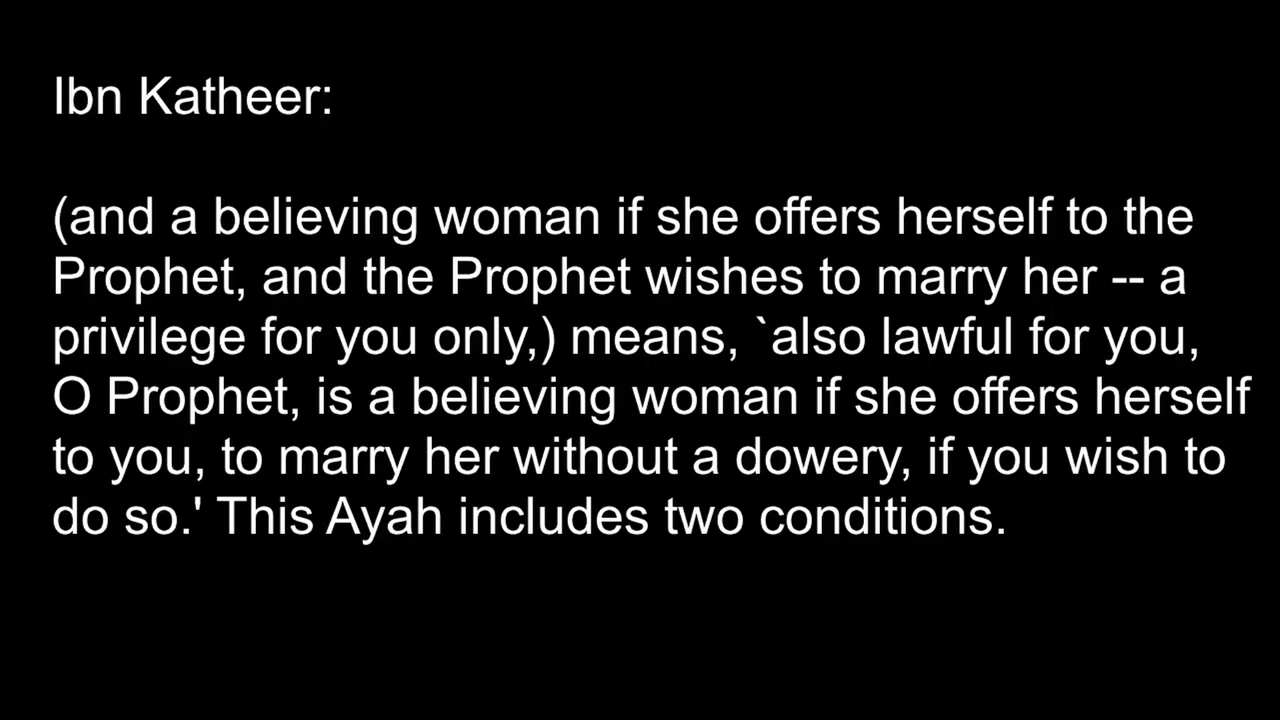 Ibn Katheer:
(and a believing woman if she offers herself to the
Prophet, and the Prophet wishes to marry her -- a
privilege for you only,) means, `also lawful for you,
O Prophet, is a believing woman if she offers herself
to you, to marry her without a dowery, if you wish to
do so.' This Ayah includes two conditions.